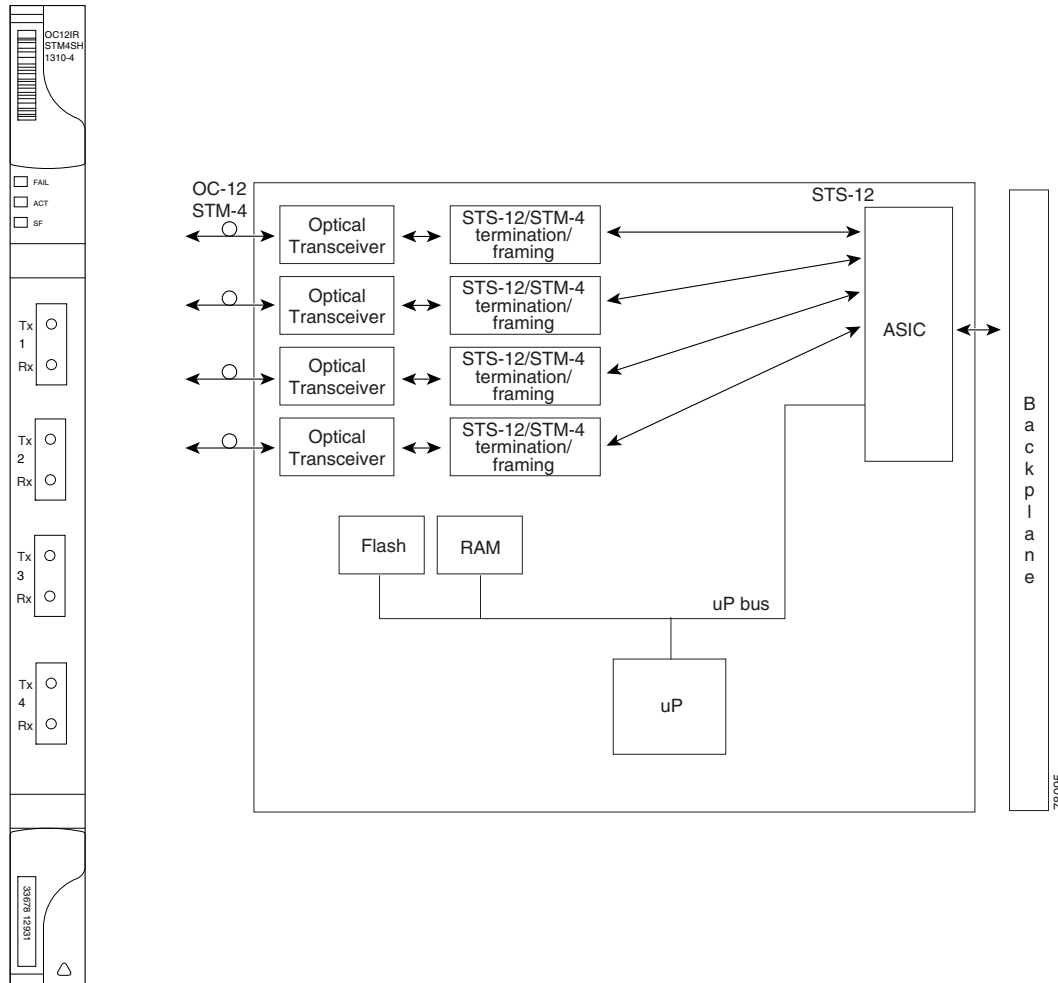 OC12IR
STM4SH
1310-4
FAIL
ACT
SF
Tx
1
Rx
Tx
2
Rx
Tx
3
Rx
Tx
4
Rx
33678 12931
OC-12
STM-4
STS-12
Optical
Transceiver
STS-12/STM-4
termination/
framing
Optical
Transceiver
STS-12/STM-4
termination/
framing
Optical
Transceiver
STS-12/STM-4
termination/
framing
Optical
Transceiver
STS-12/STM-4
termination/
framing
ASIC
Flash
RAM
uP bus
uP
Backplane
78095